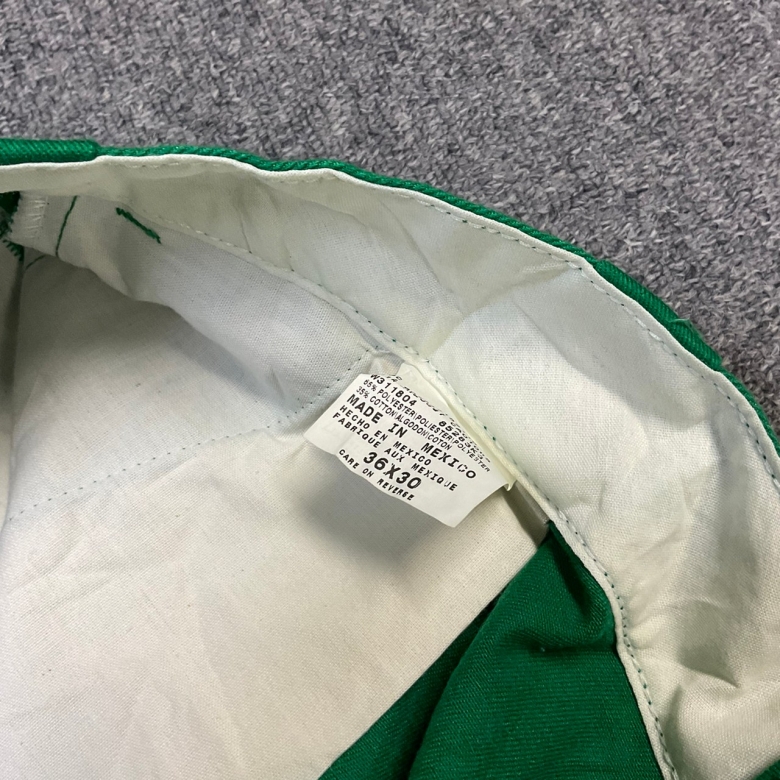 W311804
65% POLYESTER/POLIESTER/POLYESTER
35% COTTON/ALGODON/COTON
MADE IN MEXICO
HECHO EN MEXICO
FABRIQUE AUX MEXIQUE
36X30
CARE ON REVERSE